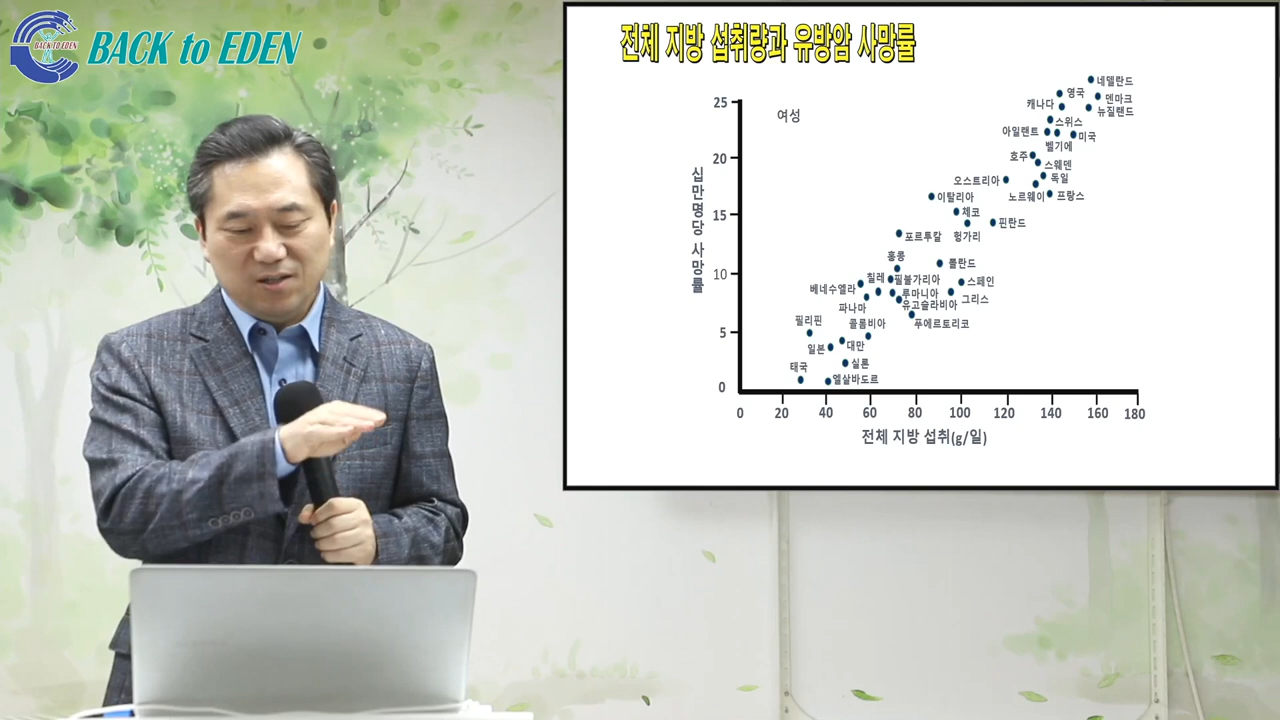 BACK TO EDEN
BACK to EDEN
전체 지방 섭취량과 유방암 사망률
여성
십만명당 사망률
25
20
15
10
5
0
네델란드
영국
덴마크
캐나다
뉴질랜드
스위스
아일랜트
미국
벨기에
호주
스웨덴
독일
오스트리아
노르웨이
프랑스
이탈리아
체코
핀란드
포르투칼
헝가리
홍콩
폴란드
칠레
필불가리아
스페인
베네수엘라
루마니아
그리스
파나마
유고슬라비아
콜롬비아
푸에르토리코
필리핀
일본
대만
실론
태국
엘살바도르
0 20 40 60 80 100 120 140 160 180
전체 지방 섭취(g/일)